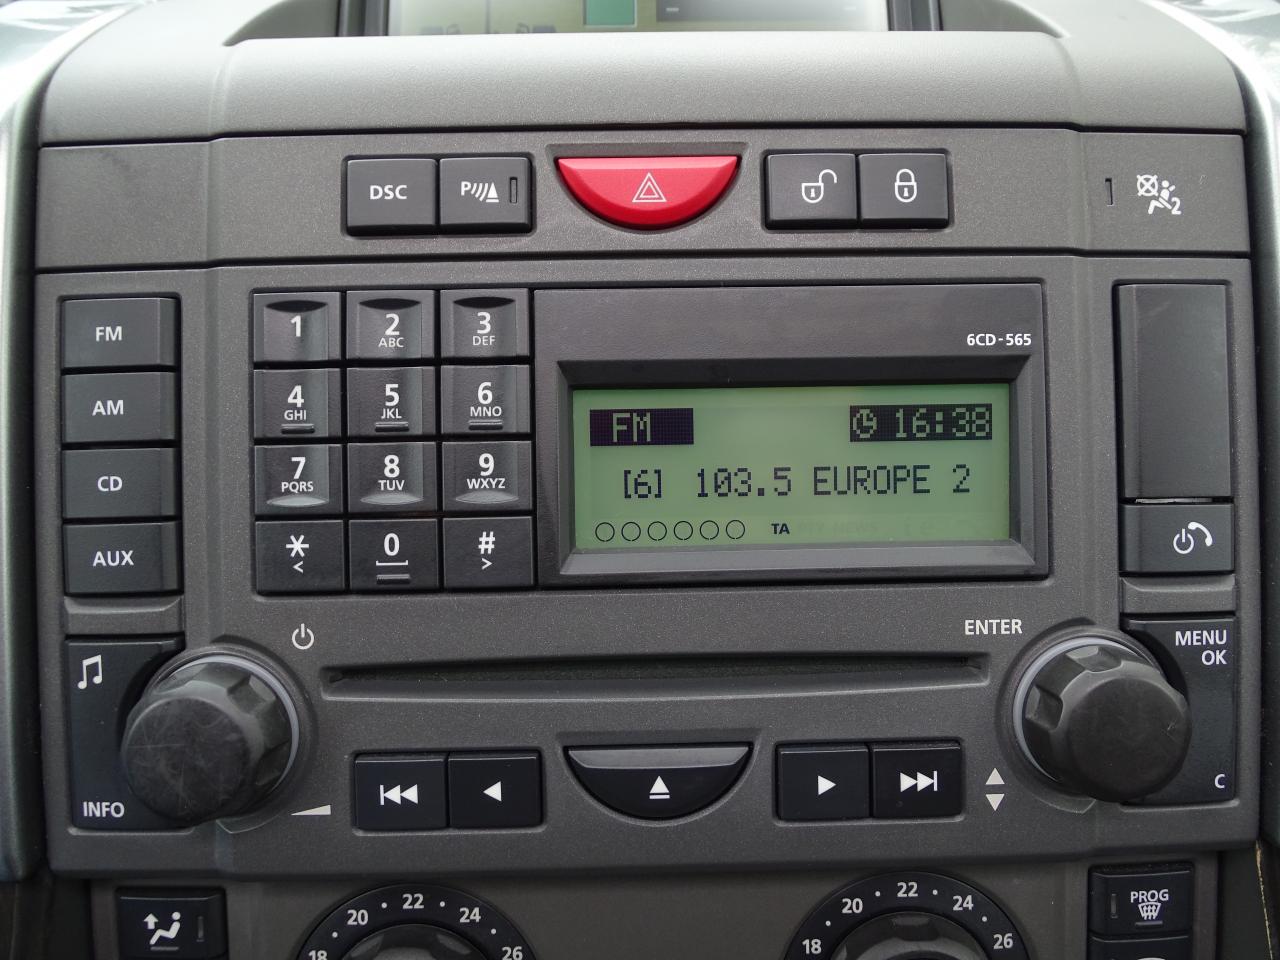 DSC
P
2
FM
AM
CD
AUX
1
2 ABC
3 DEF
4 GHI
5 JKL
6 MNO
7 PQRS
8 TUV
9 WXYZ
* <
0
# >
6CD-565
FM 16:38
[6] 103.5 EUROPE 2
TA
ENTER
MENU
OK
INFO
C
18 20 22 24 26
18 20 22 24 26
PROG